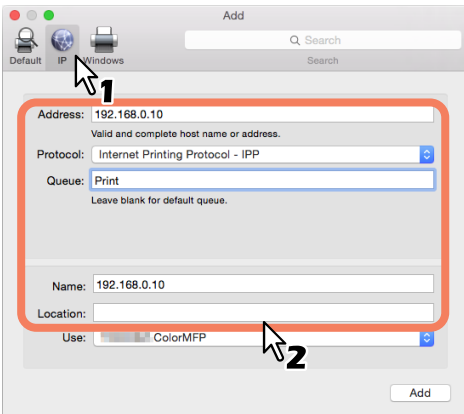 Add
Search
Default IP Windows Search
1
Address: 192.168.0.10
Valid and complete host name or address.
Protocol: Internet Printing Protocol - IPP
Queue: Print
Leave blank for default queue.
Name: 192.168.0.10
Location:
Use: ColorMFP
2
Add